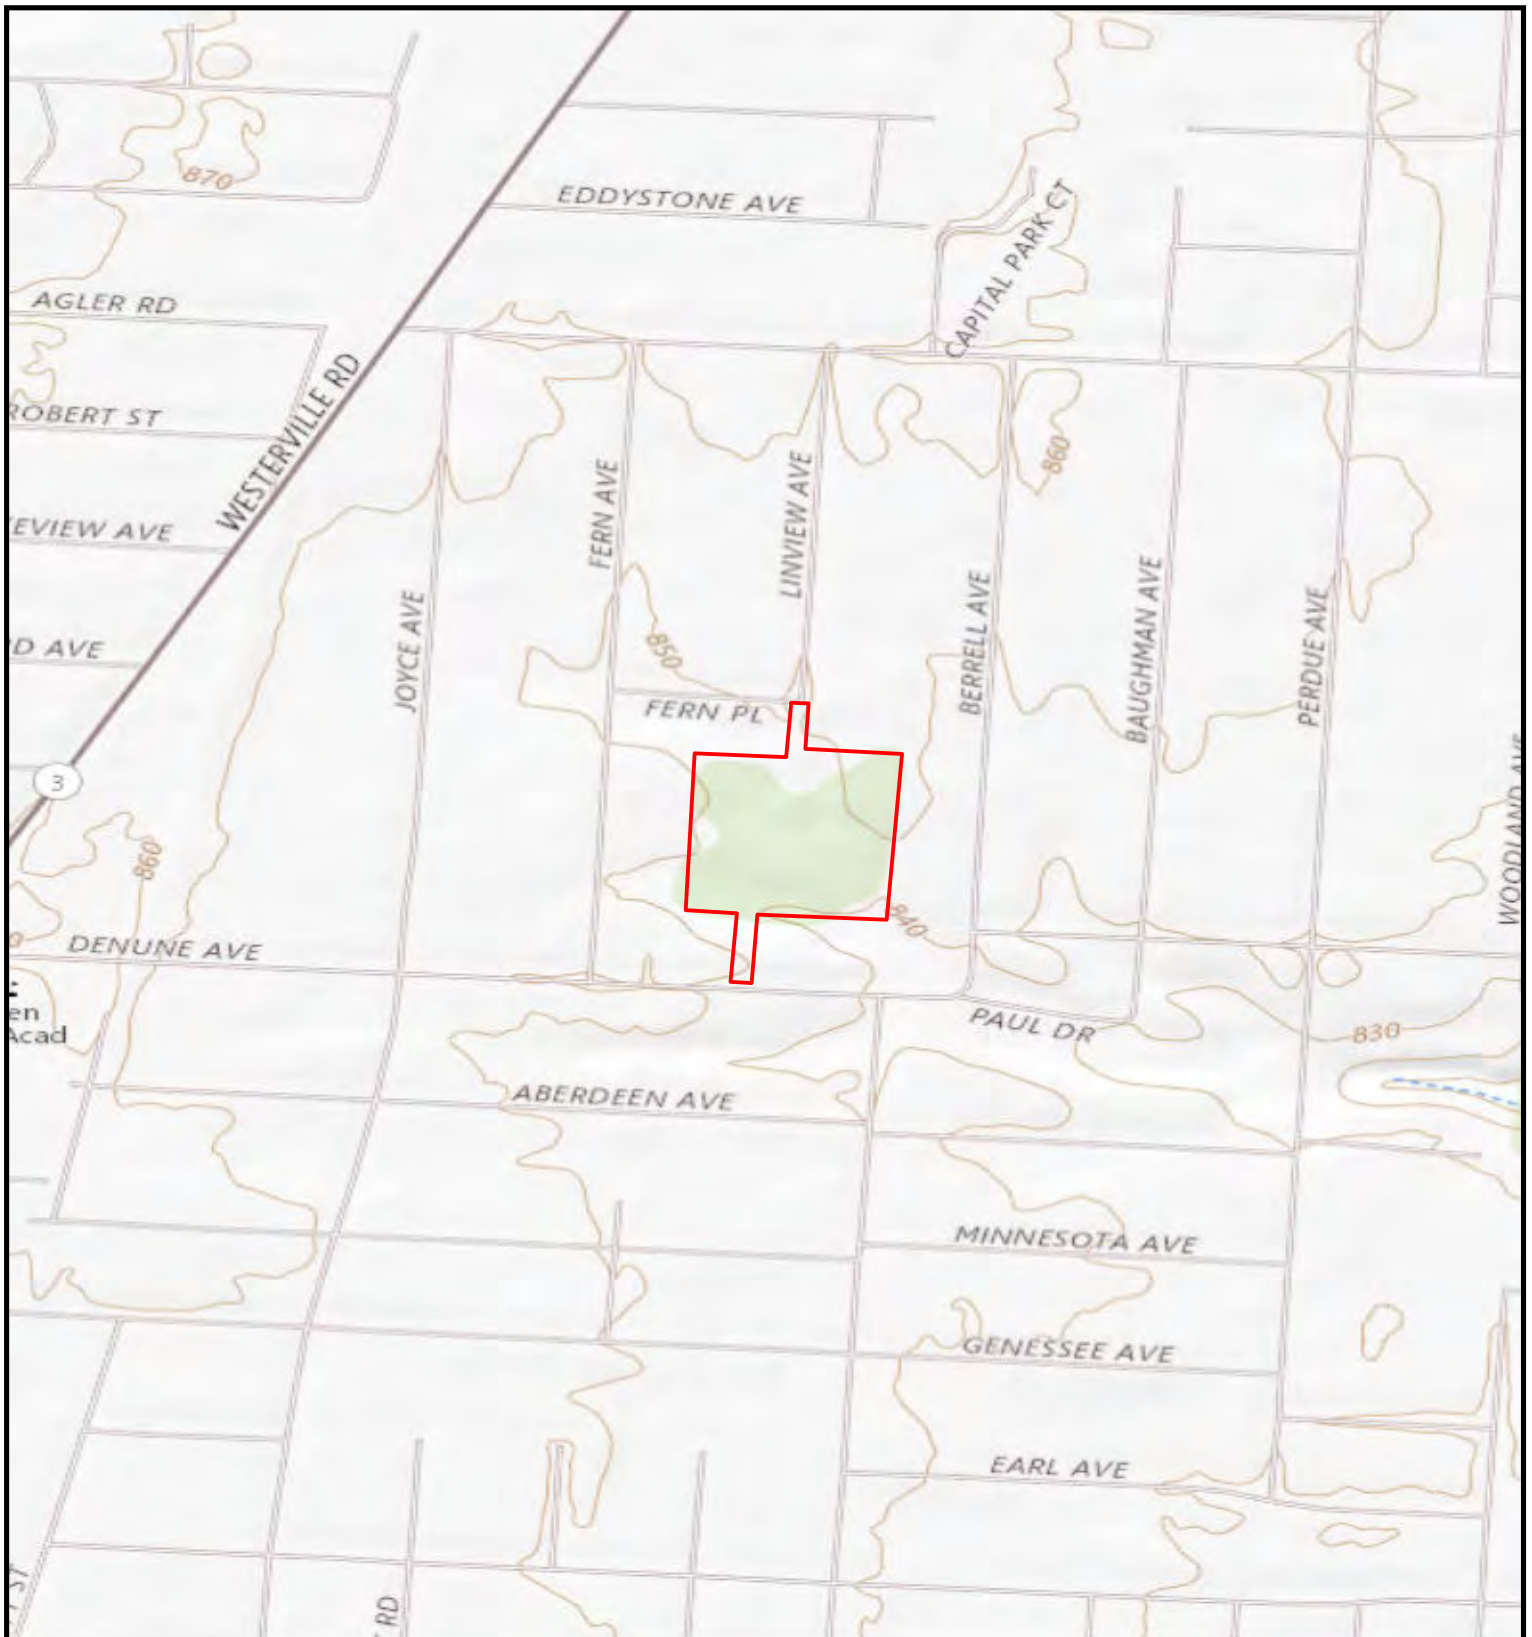 870
EDDYSTONE AVE
CAPITAL PARK CT
AGLER RD
WESTERVILLE RD
ROBERT ST
860
FERN AVE
LINVIEW AVE
EVIEW AVE
BERRELL AVE
BAUGHMAN AVE
PERDUE AVE
JOYCE AVE
850
D AVE
FERN PL
3
WOODLAND AVE
860
840
DENUNE AVE
en
Acad
PAUL DR
830
ABERDEEN AVE
MINNESOTA AVE
GENESSEE AVE
EARL AVE
ST
RD